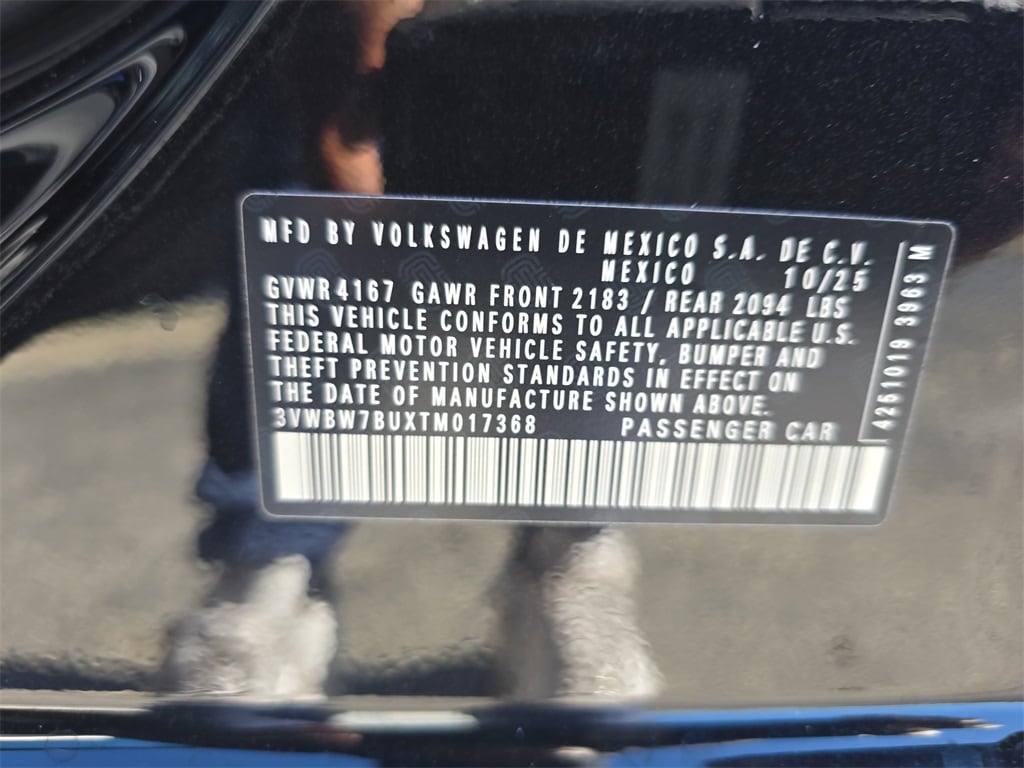 MFD BY VOLKSWAGEN DE MEXICO S.A. DE C.V.
MEXICO 10/25
GVWR 4167 GAWR FRONT 2183 / REAR 2094 LBS
THIS VEHICLE CONFORMS TO ALL APPLICABLE U.S.
FEDERAL MOTOR VEHICLE SAFETY, BUMPER AND
THEFT PREVENTION STANDARDS IN EFFECT ON
THE DATE OF MANUFACTURE SHOWN ABOVE.
3VWBW7BUXTM017368 PASSENGER CAR
4251019 3963 M